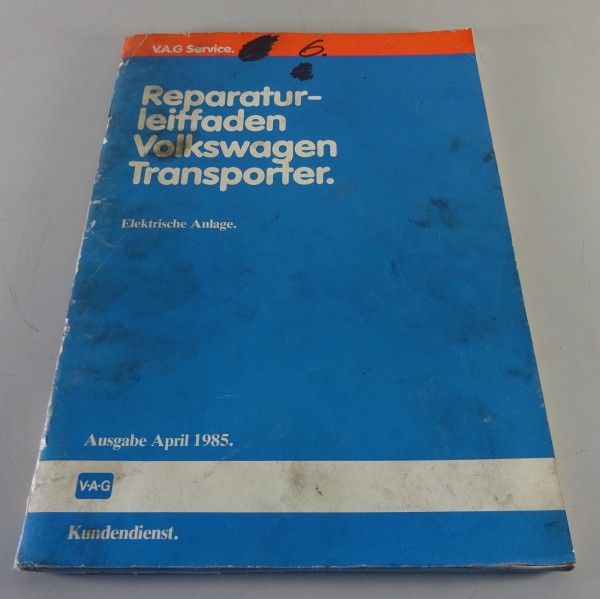 V.A.G Service.
6.
Reparatur-
leitfaden
Volkswagen
Transporter.
Elektrische Anlage.
Ausgabe April 1985.
V·A·G
Kundendienst.